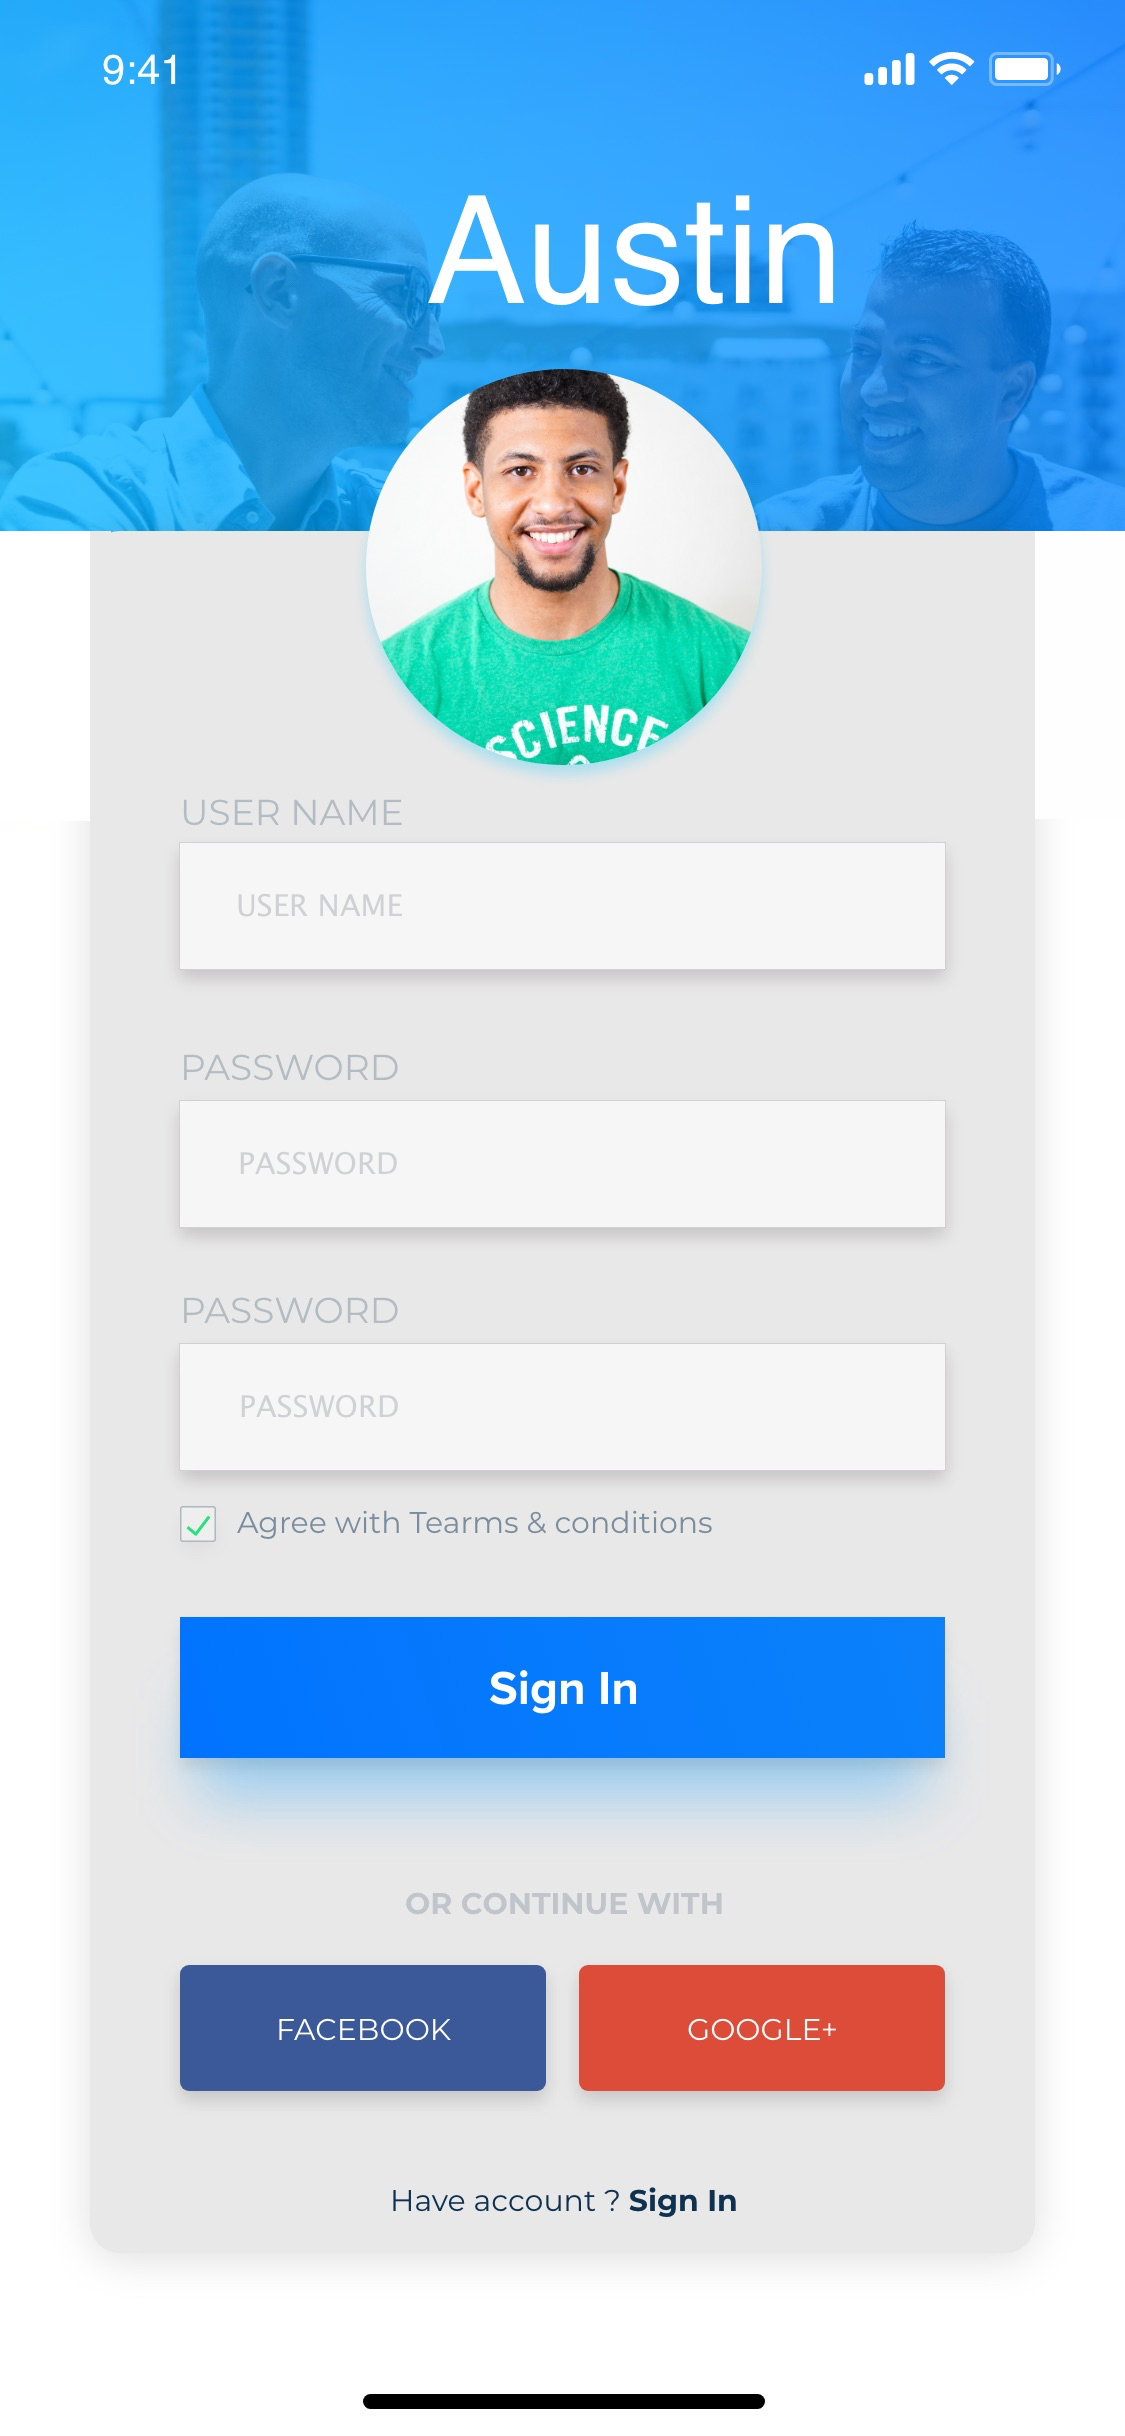 9:41
Austin
SCIENCE
USER NAME
USER NAME
PASSWORD
PASSWORD
PASSWORD
PASSWORD
Agree with Tearms & conditions
Sign In
OR CONTINUE WITH
FACEBOOK
GOOGLE+
Have account ? Sign In